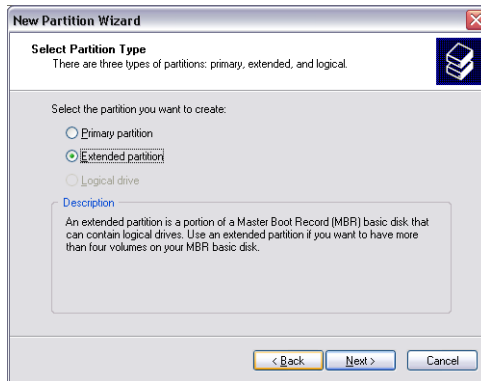 New Partition Wizard
Select Partition Type
There are three types of partitions: primary, extended, and logical.
Select the partition you want to create:
Primary partition
Extended partition
Logical drive
Description
An extended partition is a portion of a Master Boot Record (MBR) basic disk that
can contain logical drives. Use an extended partition if you want to have more
than four volumes on your MBR basic disk.
< Back Next > Cancel